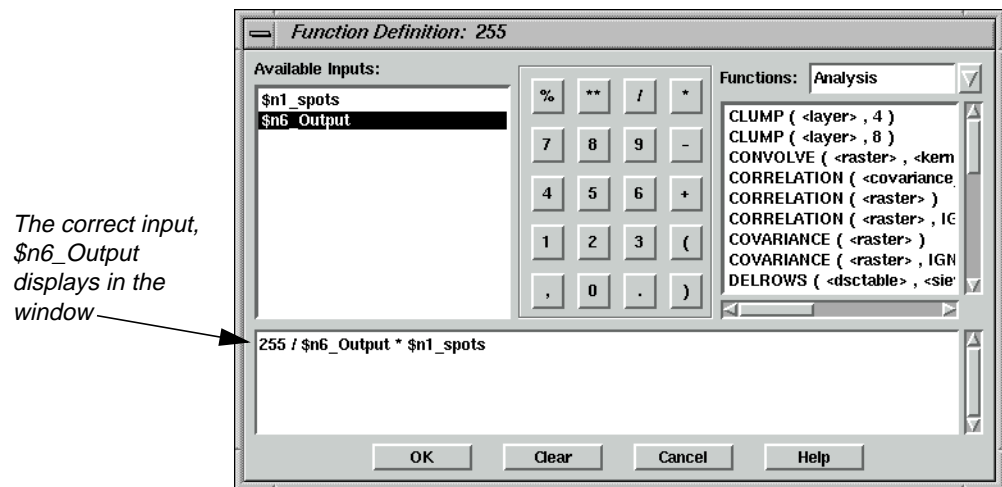 Function Definition: 255
Available Inputs:
$n1_spots
$n6_Output
% ** / *
7 8 9 -
4 5 6 +
1 2 3 (
, 0 . )
Functions: Analysis
CLUMP ( <layer> , 4 )
CLUMP ( <layer> , 8 )
CONVOLVE ( <raster> , <kern
CORRELATION ( <covariance_
CORRELATION ( <raster> )
CORRELATION ( <raster> , IG
COVARIANCE ( <raster> )
COVARIANCE ( <raster> , IGN
DELROWS ( <dsctable> , <sie
The correct input,
$n6_Output
displays in the
window
255 / $n6_Output * $n1_spots
OK Clear Cancel Help